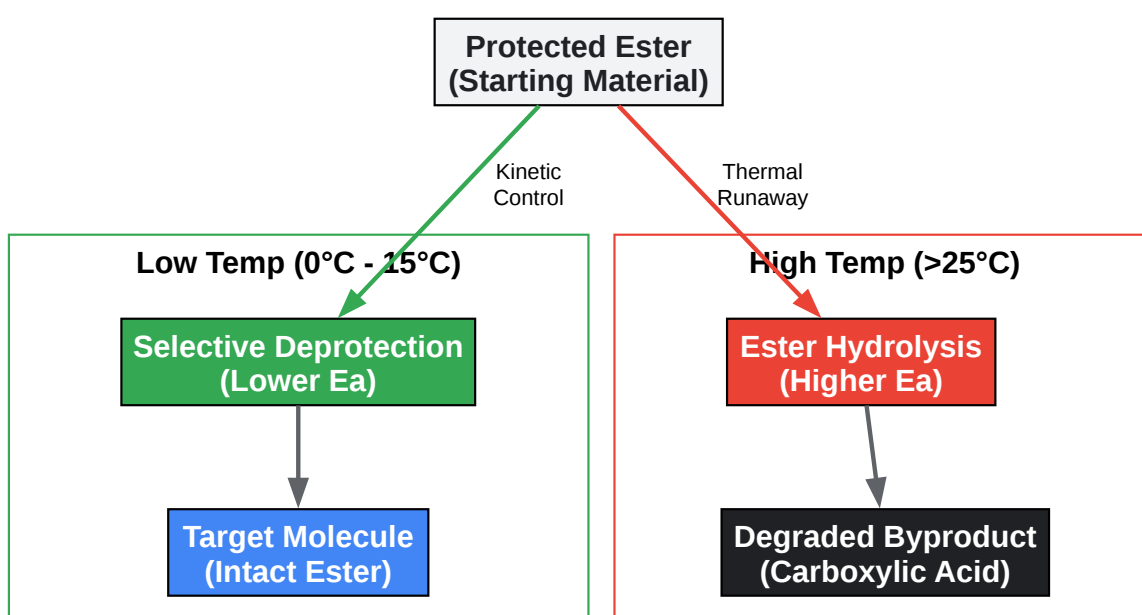 Protected Ester
(Starting Material)
Kinetic
Control
Thermal
Runaway
Low Temp (0°C - 15°C)
High Temp (>25°C)
Selective Deprotection
(Lower Ea)
Ester Hydrolysis
(Higher Ea)
Target Molecule
(Intact Ester)
Degraded Byproduct
(Carboxylic Acid)